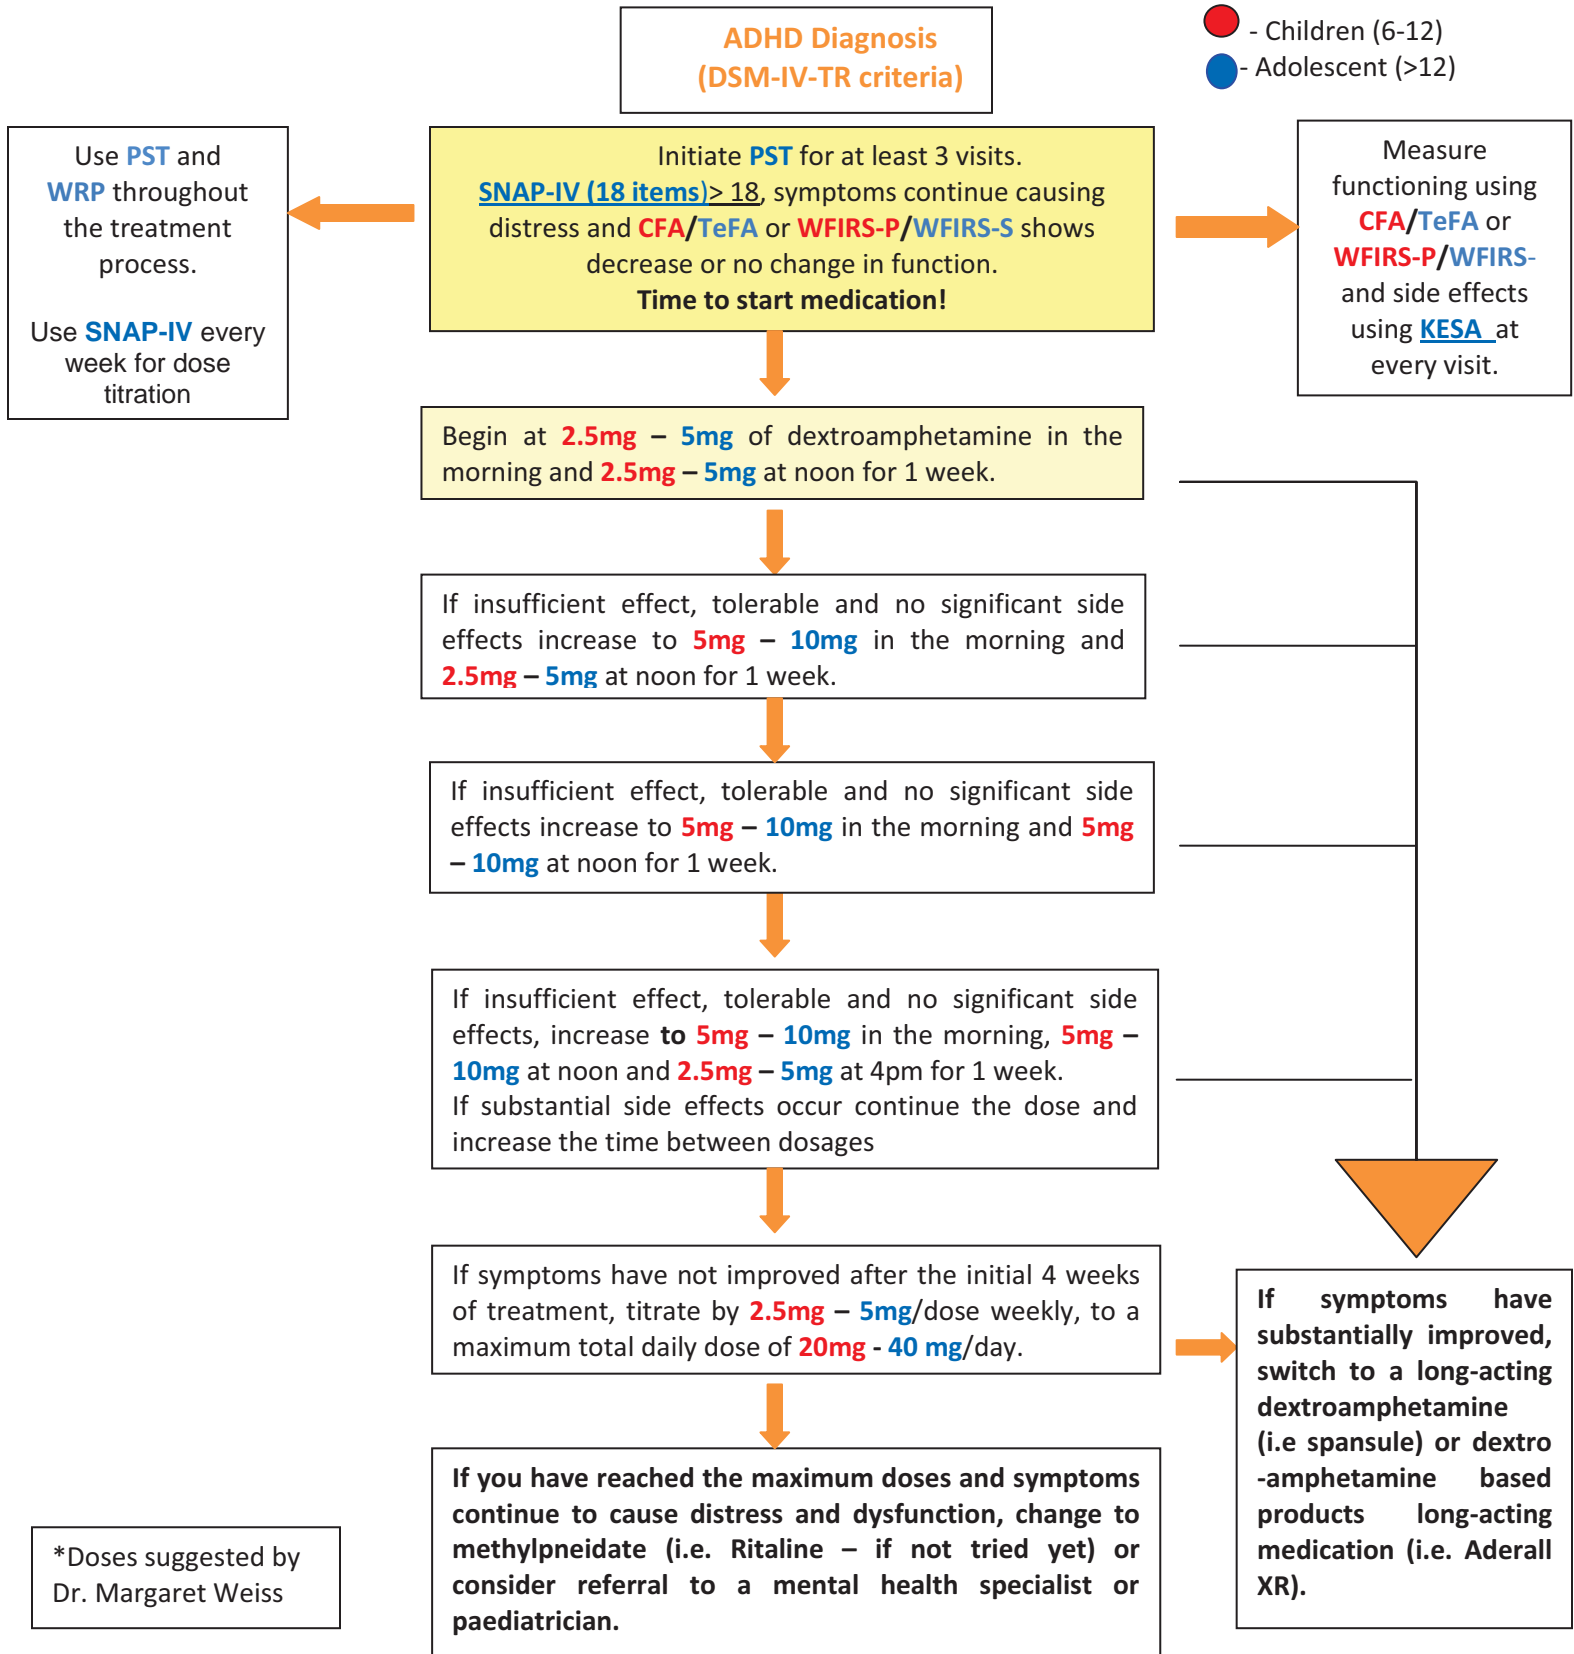 ADHD Diagnosis
(DSM-IV-TR criteria)
- Children (6-12)
- Adolescent (>12)
Use PST and
WRP throughout
the treatment
process.
Use SNAP-IV every
week for dose
titration
Initiate PST for at least 3 visits.
SNAP-IV (18 items)> 18, symptoms continue causing
distress and CFA/TeFA or WFIRS-P/WFIRS-S shows
decrease or no change in function.
Time to start medication!
Measure
functioning using
CFA/TeFA or
WFIRS-P/WFIRS-
and side effects
using KESA at
every visit.
Begin at 2.5mg – 5mg of dextroamphetamine in the
morning and 2.5mg – 5mg at noon for 1 week.
If insufficient effect, tolerable and no significant side
effects increase to 5mg – 10mg in the morning and
2.5mg – 5mg at noon for 1 week.
If insufficient effect, tolerable and no significant side
effects increase to 5mg – 10mg in the morning and 5mg
– 10mg at noon for 1 week.
If insufficient effect, tolerable and no significant side
effects, increase to 5mg – 10mg in the morning, 5mg –
10mg at noon and 2.5mg – 5mg at 4pm for 1 week.
If substantial side effects occur continue the dose and
increase the time between dosages
If symptoms have not improved after the initial 4 weeks
of treatment, titrate by 2.5mg – 5mg/dose weekly, to a
maximum total daily dose of 20mg - 40 mg/day.
If symptoms have
substantially improved,
switch to a long-acting
dextroamphetamine
(i.e spansule) or dextro
-amphetamine based
products long-acting
medication (i.e. Aderall
XR).
If you have reached the maximum doses and symptoms
continue to cause distress and dysfunction, change to
methylpneidate (i.e. Ritaline – if not tried yet) or
consider referral to a mental health specialist or
paediatrician.
*Doses suggested by
Dr. Margaret Weiss